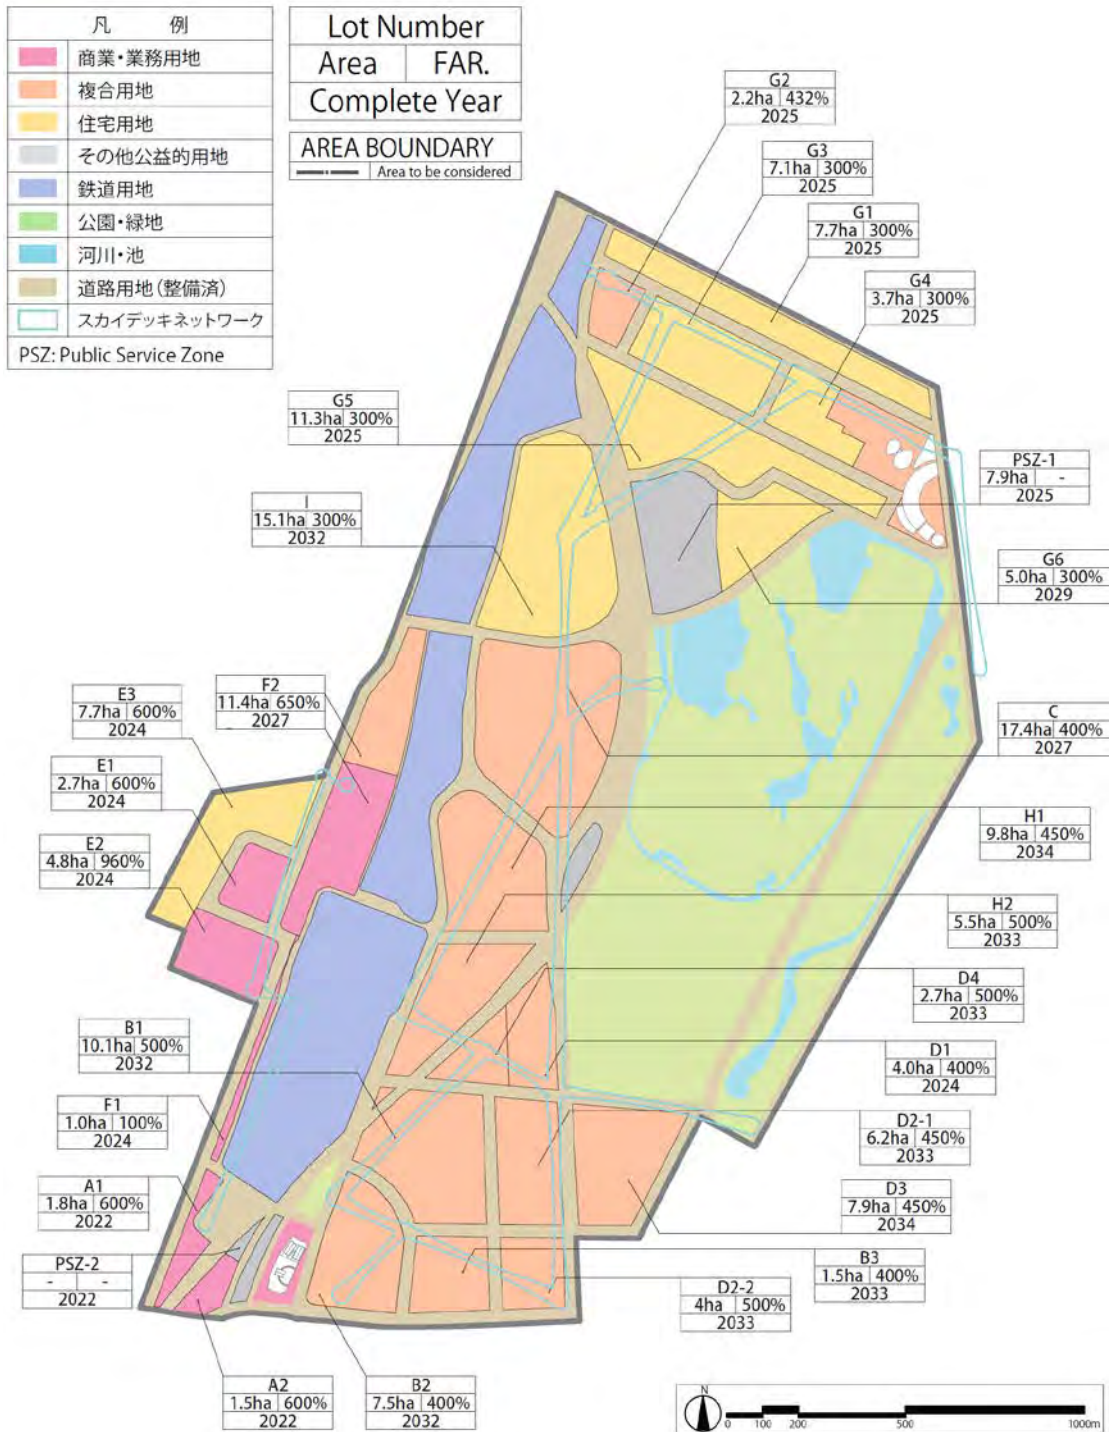 凡 例
商業・業務用地
複合用地
住宅用地
その他公益的用地
鉄道用地
公園・緑地
河川・池
道路用地(整備済)
スカイデッキネットワーク
PSZ: Public Service Zone
Lot Number
Area FAR.
Complete Year
AREA BOUNDARY
Area to be considered
G2
2.2ha 432%
2025
G3
7.1ha 300%
2025
G1
7.7ha 300%
2025
G4
3.7ha 300%
2025
G5
11.3ha 300%
2025
PSZ-1
7.9ha -
2025
I
15.1ha 300%
2032
G6
5.0ha 300%
2029
E3
7.7ha 600%
2024
F2
11.4ha 650%
2027
C
17.4ha 400%
2027
E1
2.7ha 600%
2024
H1
9.8ha 450%
2034
E2
4.8ha 960%
2024
H2
5.5ha 500%
2033
D4
2.7ha 500%
2033
B1
10.1ha 500%
2032
D1
4.0ha 400%
2024
F1
1.0ha 100%
2024
D2-1
6.2ha 450%
2033
A1
1.8ha 600%
2022
D3
7.9ha 450%
2034
PSZ-2
- -
2022
B3
1.5ha 400%
2033
D2-2
4ha 500%
2033
A2
1.5ha 600%
2022
B2
7.5ha 400%
2032
N
0 100 200 500 1000m